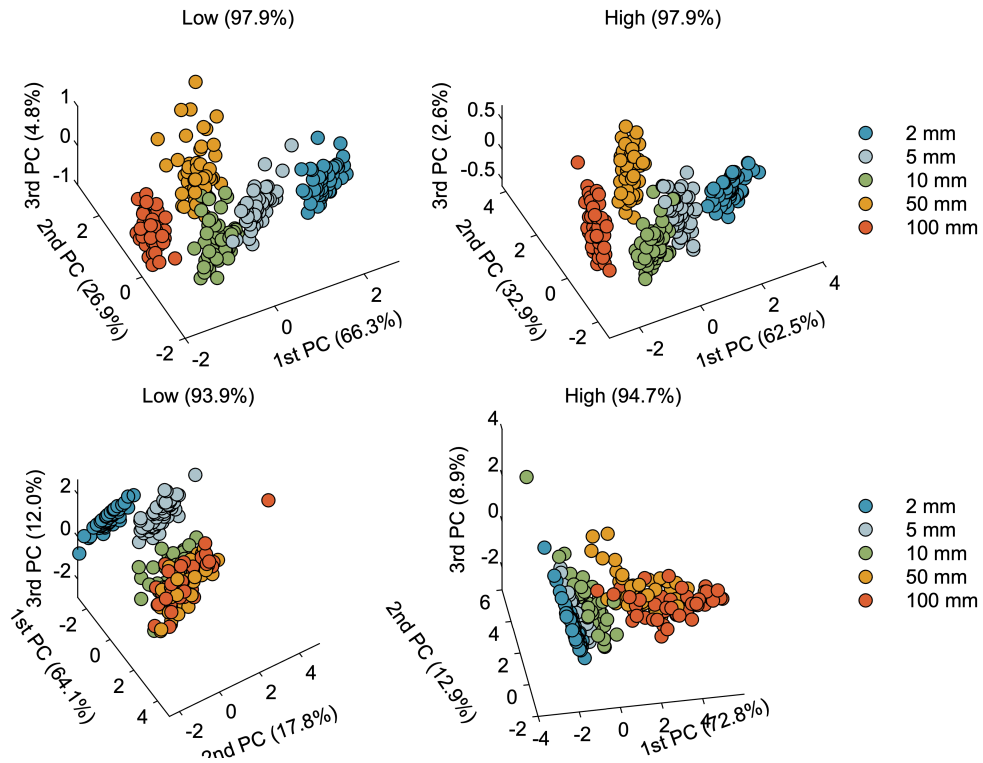 Low (97.9%)
1
0
-1
3rd PC (4.8%)
2
0
-2
2nd PC (26.9%)
-2
0
2
1st PC (66.3%)
High (97.9%)
0.5
0
-0.5
3rd PC (2.6%)
4
2
0
-2
2nd PC (32.9%)
-2
0
2
4
1st PC (62.5%)
2 mm
5 mm
10 mm
50 mm
100 mm
Low (93.9%)
2
0
-2
3rd PC (12.0%)
-2
0
2
4
1st PC (64.1%)
-2
0
2
4
2nd PC (17.8%)
High (94.7%)
4
2
0
-2
3rd PC (8.9%)
6
4
2
0
-2
2nd PC (12.9%)
-4
-2
0
2
4
1st PC (72.8%)
2 mm
5 mm
10 mm
50 mm
100 mm